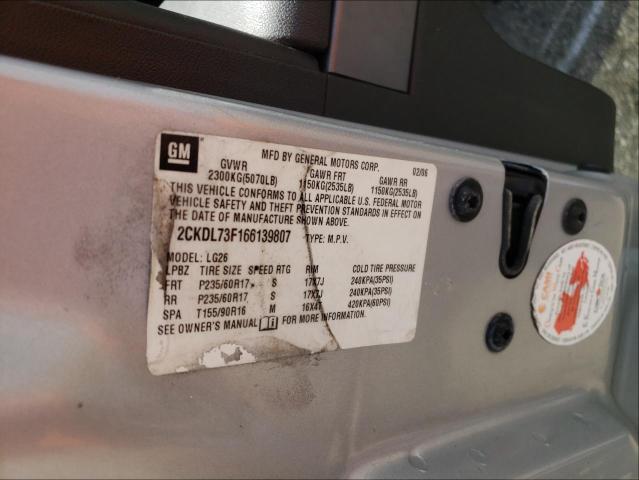 GM
MFD BY GENERAL MOTORS CORP. 02/06
GVWR GAWR FRT GAWR RR
2300KG(5070LB) 1150KG(2535LB) 1150KG(2535LB)
THIS VEHICLE CONFORMS TO ALL APPLICABLE U.S. FEDERAL MOTOR
VEHICLE SAFETY AND THEFT PREVENTION STANDARDS IN EFFECT ON
THE DATE OF MANUFACTURE SHOWN ABOVE.
2CKDL73F166139807 TYPE: M.P.V.
MODEL: LG26
LPBZ TIRE SIZE SPEED RTG RIM COLD TIRE PRESSURE
FRT P235/60R17 S 17X7J 240KPA(35PSI)
RR P235/60R17 S 17X7J 240KPA(35PSI)
SPA T155/90R16 M 16X4T 420KPA(60PSI)
SEE OWNER'S MANUAL FOR MORE INFORMATION.